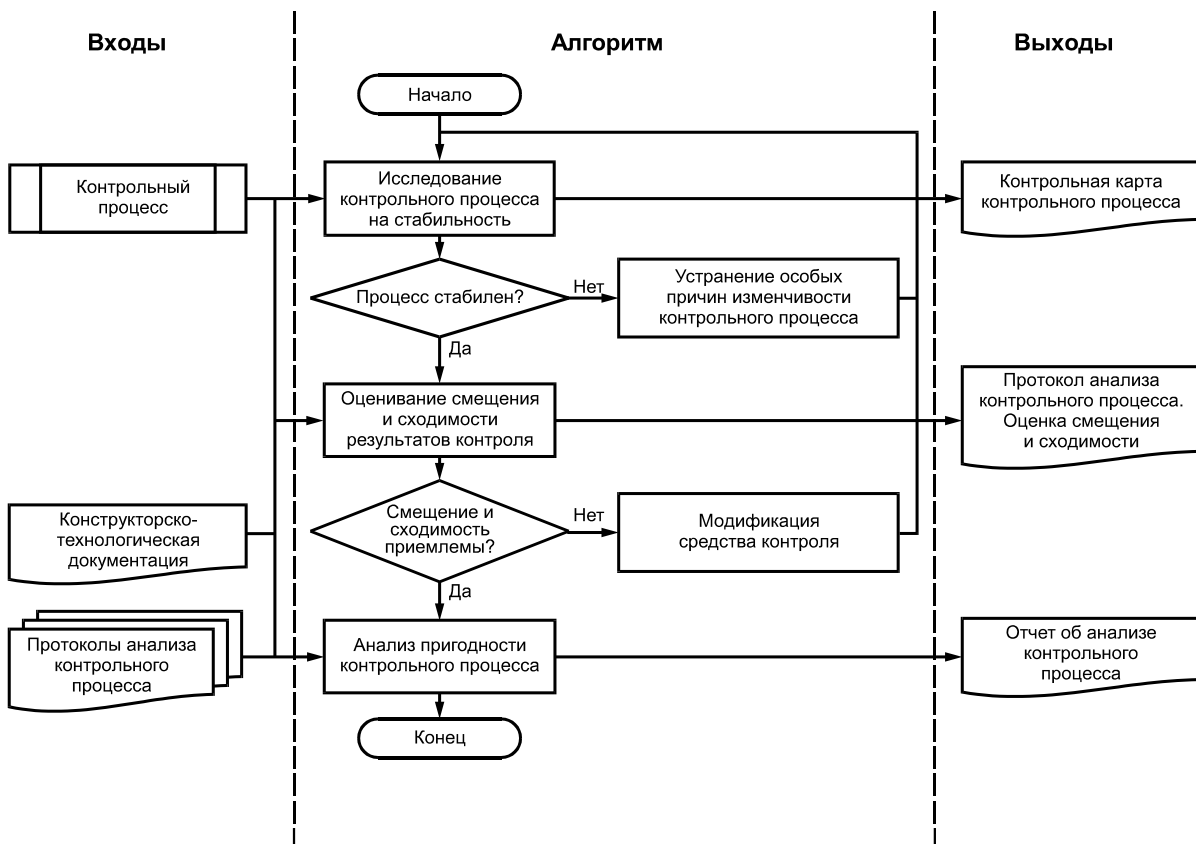 Входы
Алгоритм
Выходы
Начало
Контрольный
процесс
Исследование
контрольного процесса
на стабильность
Контрольная карта
контрольного процесса
Процесс стабилен?
Нет
Устранение особых
причин изменчивости
контрольного процесса
Да
Оценивание смещения
и сходимости
результатов контроля
Протокол анализа
контрольного процесса.
Оценка смещения
и сходимости
Конструкторско-
технологическая
документация
Смещение и
сходимость
приемлемы?
Нет
Модификация
средства контроля
Да
Протоколы анализа
контрольного
процесса
Анализ пригодности
контрольного процесса
Отчет об анализе
контрольного
процесса
Конец